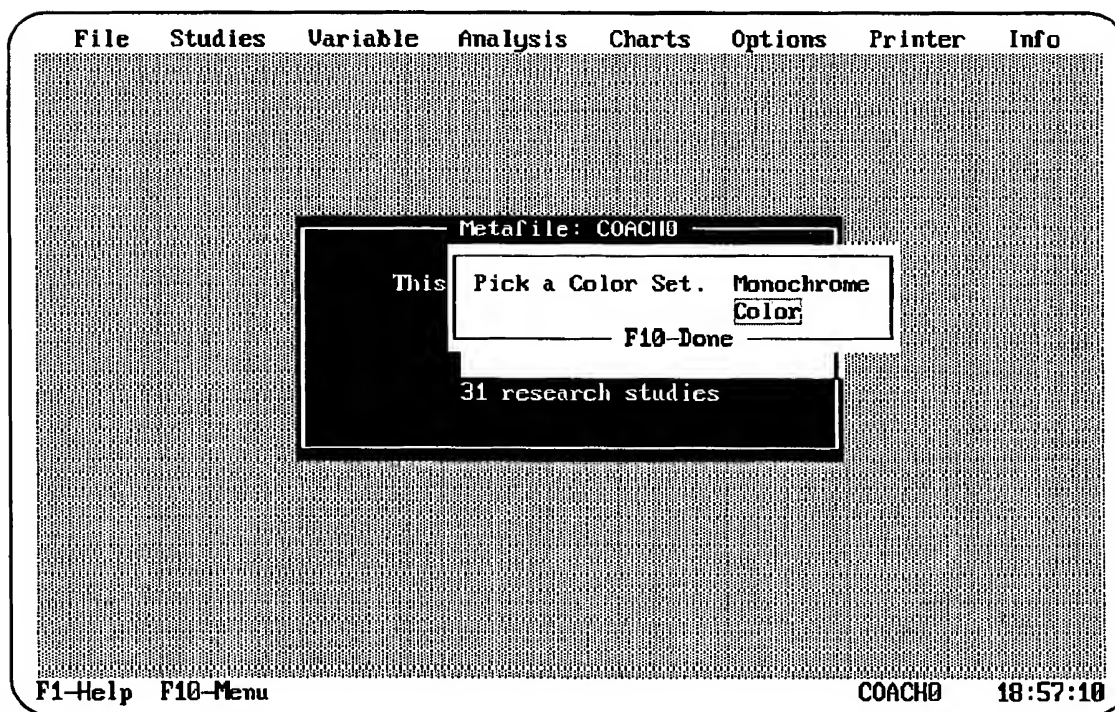 File Studies Variable Analysis Charts Options Printer Info
Metafile: COACH0
This
Pick a Color Set. Monochrome
Color
F10-Done
31 research studies
F1-Help F10-Menu COACH0 18:57:10